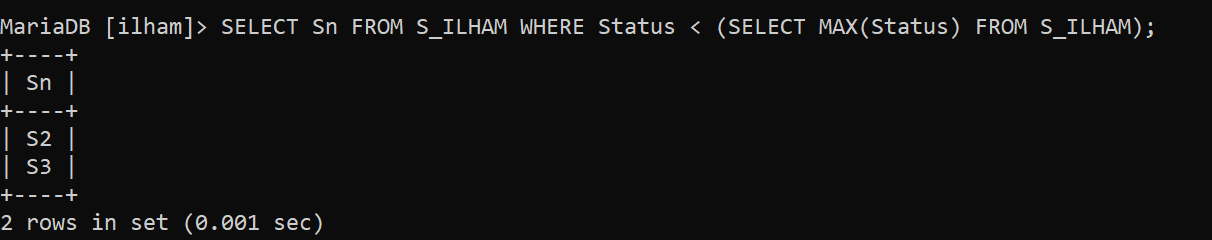 MariaDB [ilham]> SELECT Sn FROM S_ILHAM WHERE Status < (SELECT MAX(Status) FROM S_ILHAM);
+----+
| Sn |
+----+
| S2 |
| S3 |
+----+
2 rows in set (0.001 sec)